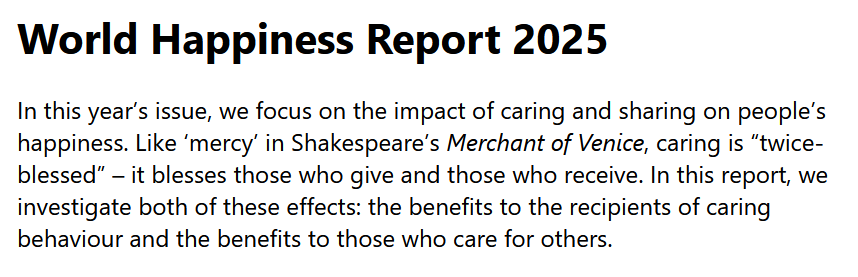 World Happiness Report 2025
In this year’s issue, we focus on the impact of caring and sharing on people’s
happiness. Like ‘mercy’ in Shakespeare’s Merchant of Venice, caring is “twice-
blessed” – it blesses those who give and those who receive. In this report, we
investigate both of these effects: the benefits to the recipients of caring
behaviour and the benefits to those who care for others.